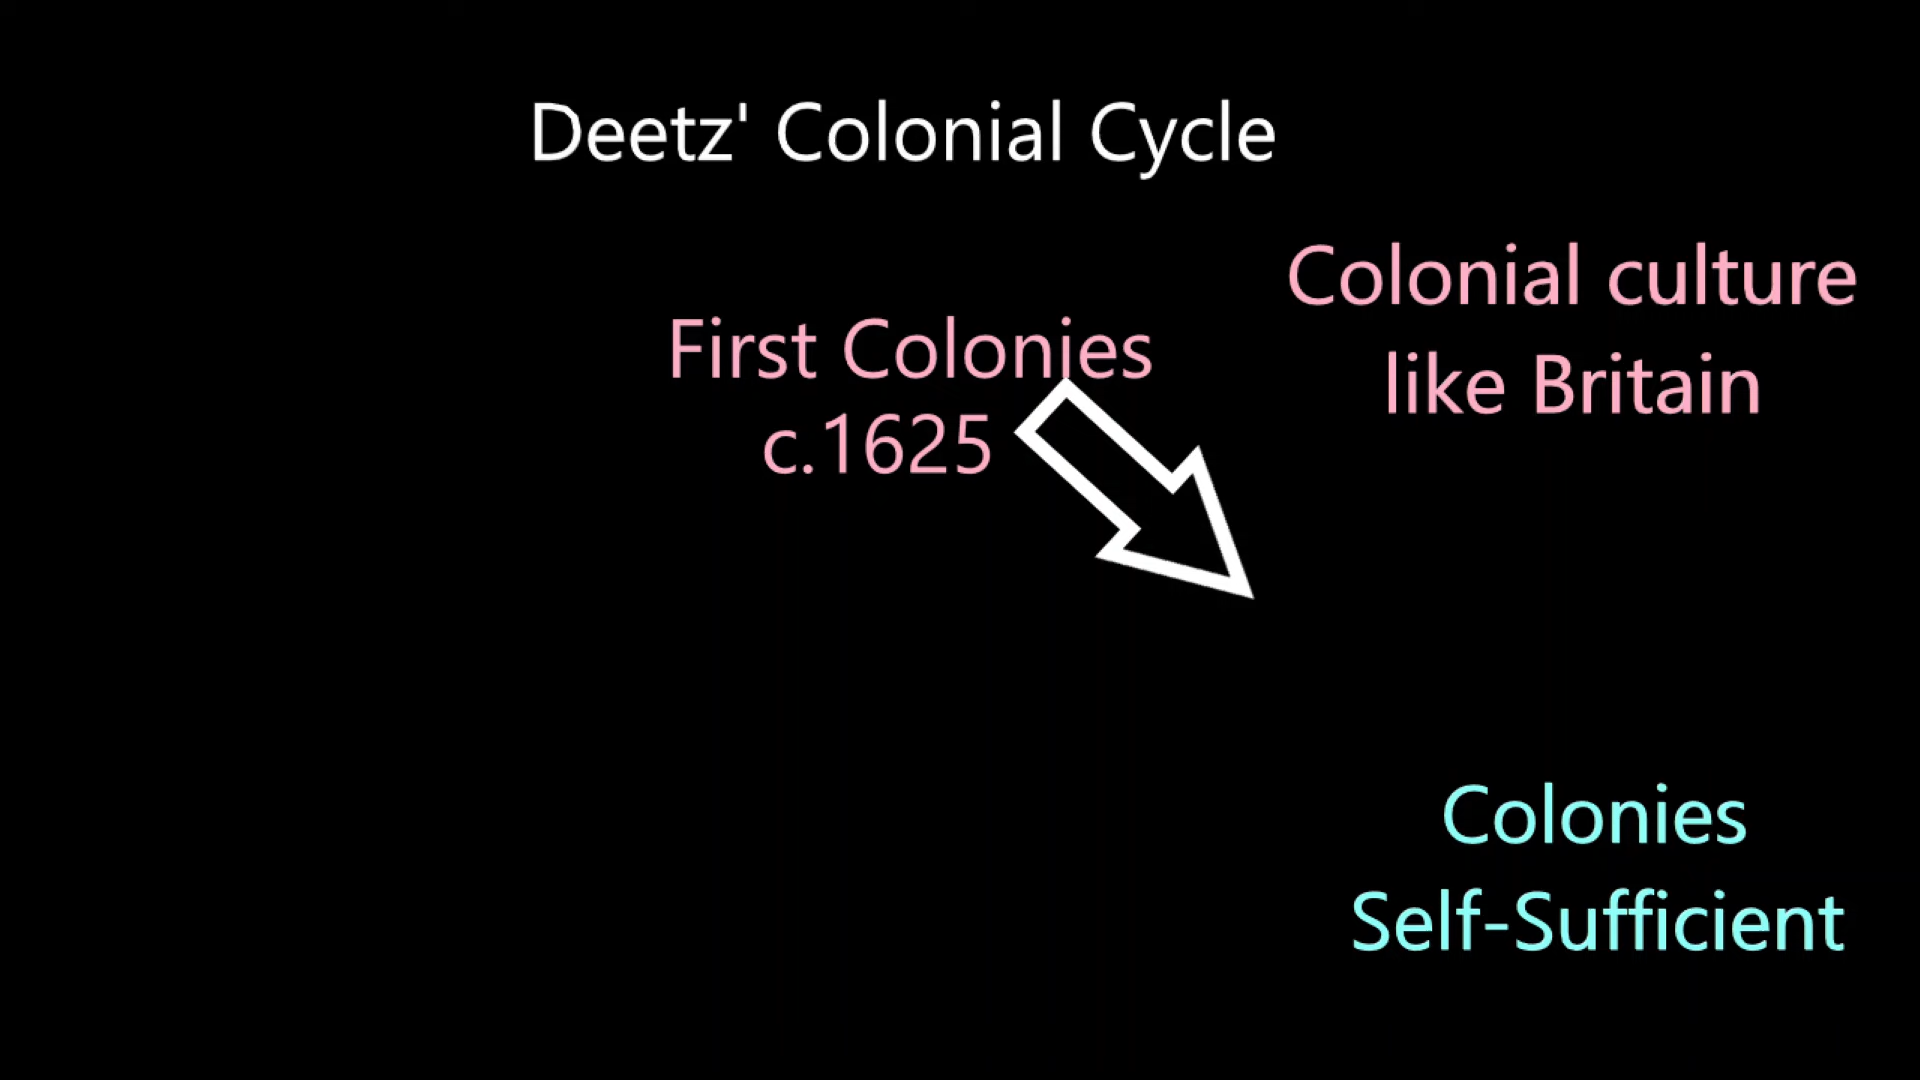 Deetz' Colonial Cycle
First Colonies
c.1625
Colonial culture
like Britain
Colonies
Self-Sufficient